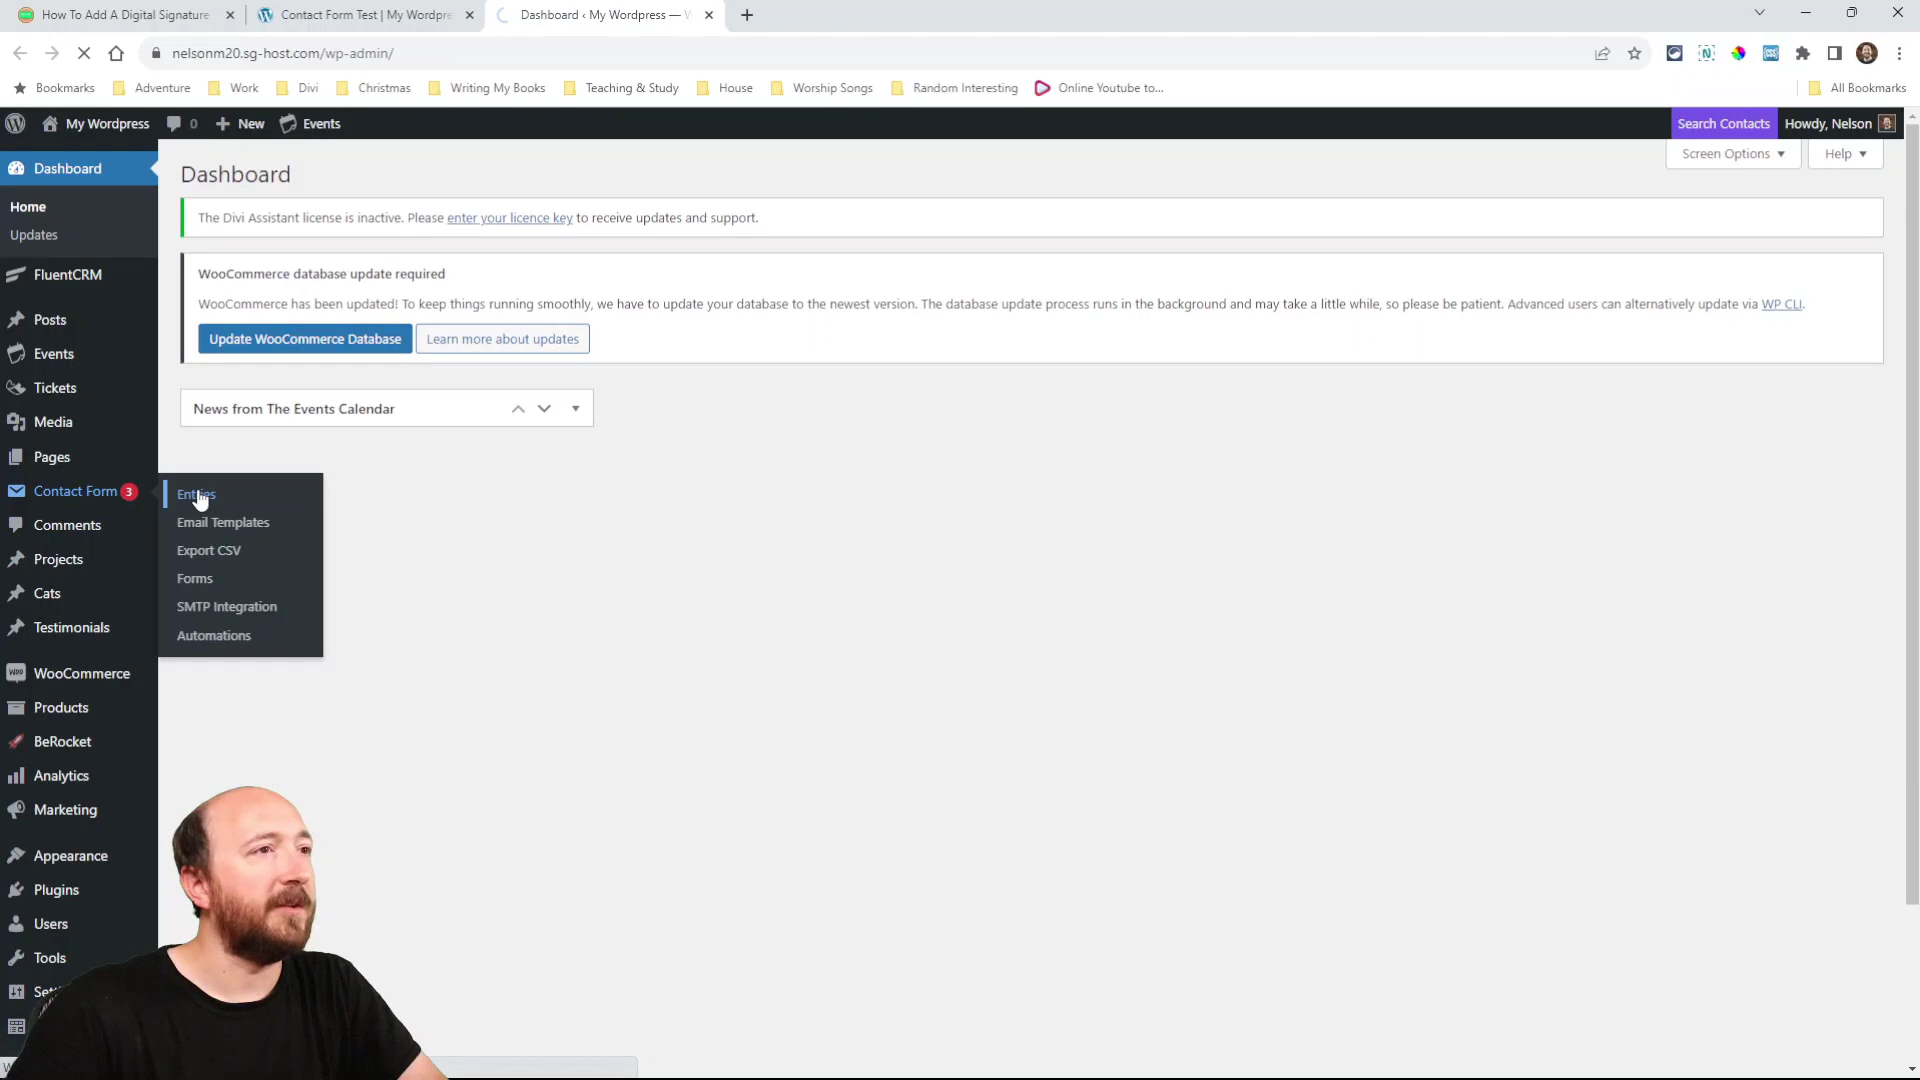 How To Add A Digital Signature
Contact Form Test | My Wordpre
Dashboard ‹ My Wordpress — W
nelsonm20.sg-host.com/wp-admin/
Bookmarks Adventure Work Divi Christmas Writing My Books Teaching & Study House Worship Songs Random Interesting Online Youtube to... All Bookmarks
My Wordpress 0 New Events Search Contacts Howdy, Nelson
Screen Options Help
Dashboard
Home
Updates
FluentCRM
Posts
Events
Tickets
Media
Pages
Contact Form 3
Comments
Projects
Cats
Testimonials
WooCommerce
Products
BeRocket
Analytics
Marketing
Appearance
Plugins
Users
Tools
Dashboard
The Divi Assistant license is inactive. Please enter your licence key to receive updates and support.
WooCommerce database update required
WooCommerce has been updated! To keep things running smoothly, we have to update your database to the newest version. The database update process runs in the background and may take a little while, so please be patient. Advanced users can alternatively update via WP CLI.
Update WooCommerce Database Learn more about updates
News from The Events Calendar
Entries
Email Templates
Export CSV
Forms
SMTP Integration
Automations